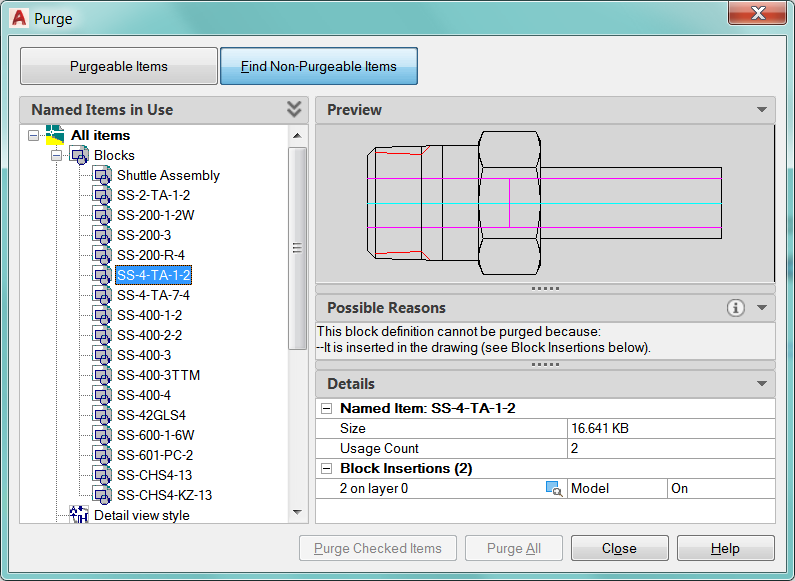 Purge
Purgeable Items
Find Non-Purgeable Items
Named Items in Use
All items
Blocks
Shuttle Assembly
SS-2-TA-1-2
SS-200-1-2W
SS-200-3
SS-200-R-4
SS-4-TA-1-2
SS-4-TA-7-4
SS-400-1-2
SS-400-2-2
SS-400-3
SS-400-3TTM
SS-400-4
SS-42GLS4
SS-600-1-6W
SS-601-PC-2
SS-CHS4-13
SS-CHS4-KZ-13
Detail view style
Preview
Possible Reasons
This block definition cannot be purged because:
--It is inserted in the drawing (see Block Insertions below).
Details
Named Item: SS-4-TA-1-2
Size 16.641 KB
Usage Count 2
Block Insertions (2)
2 on layer 0 Model On
Purge Checked Items
Purge All
Close
Help